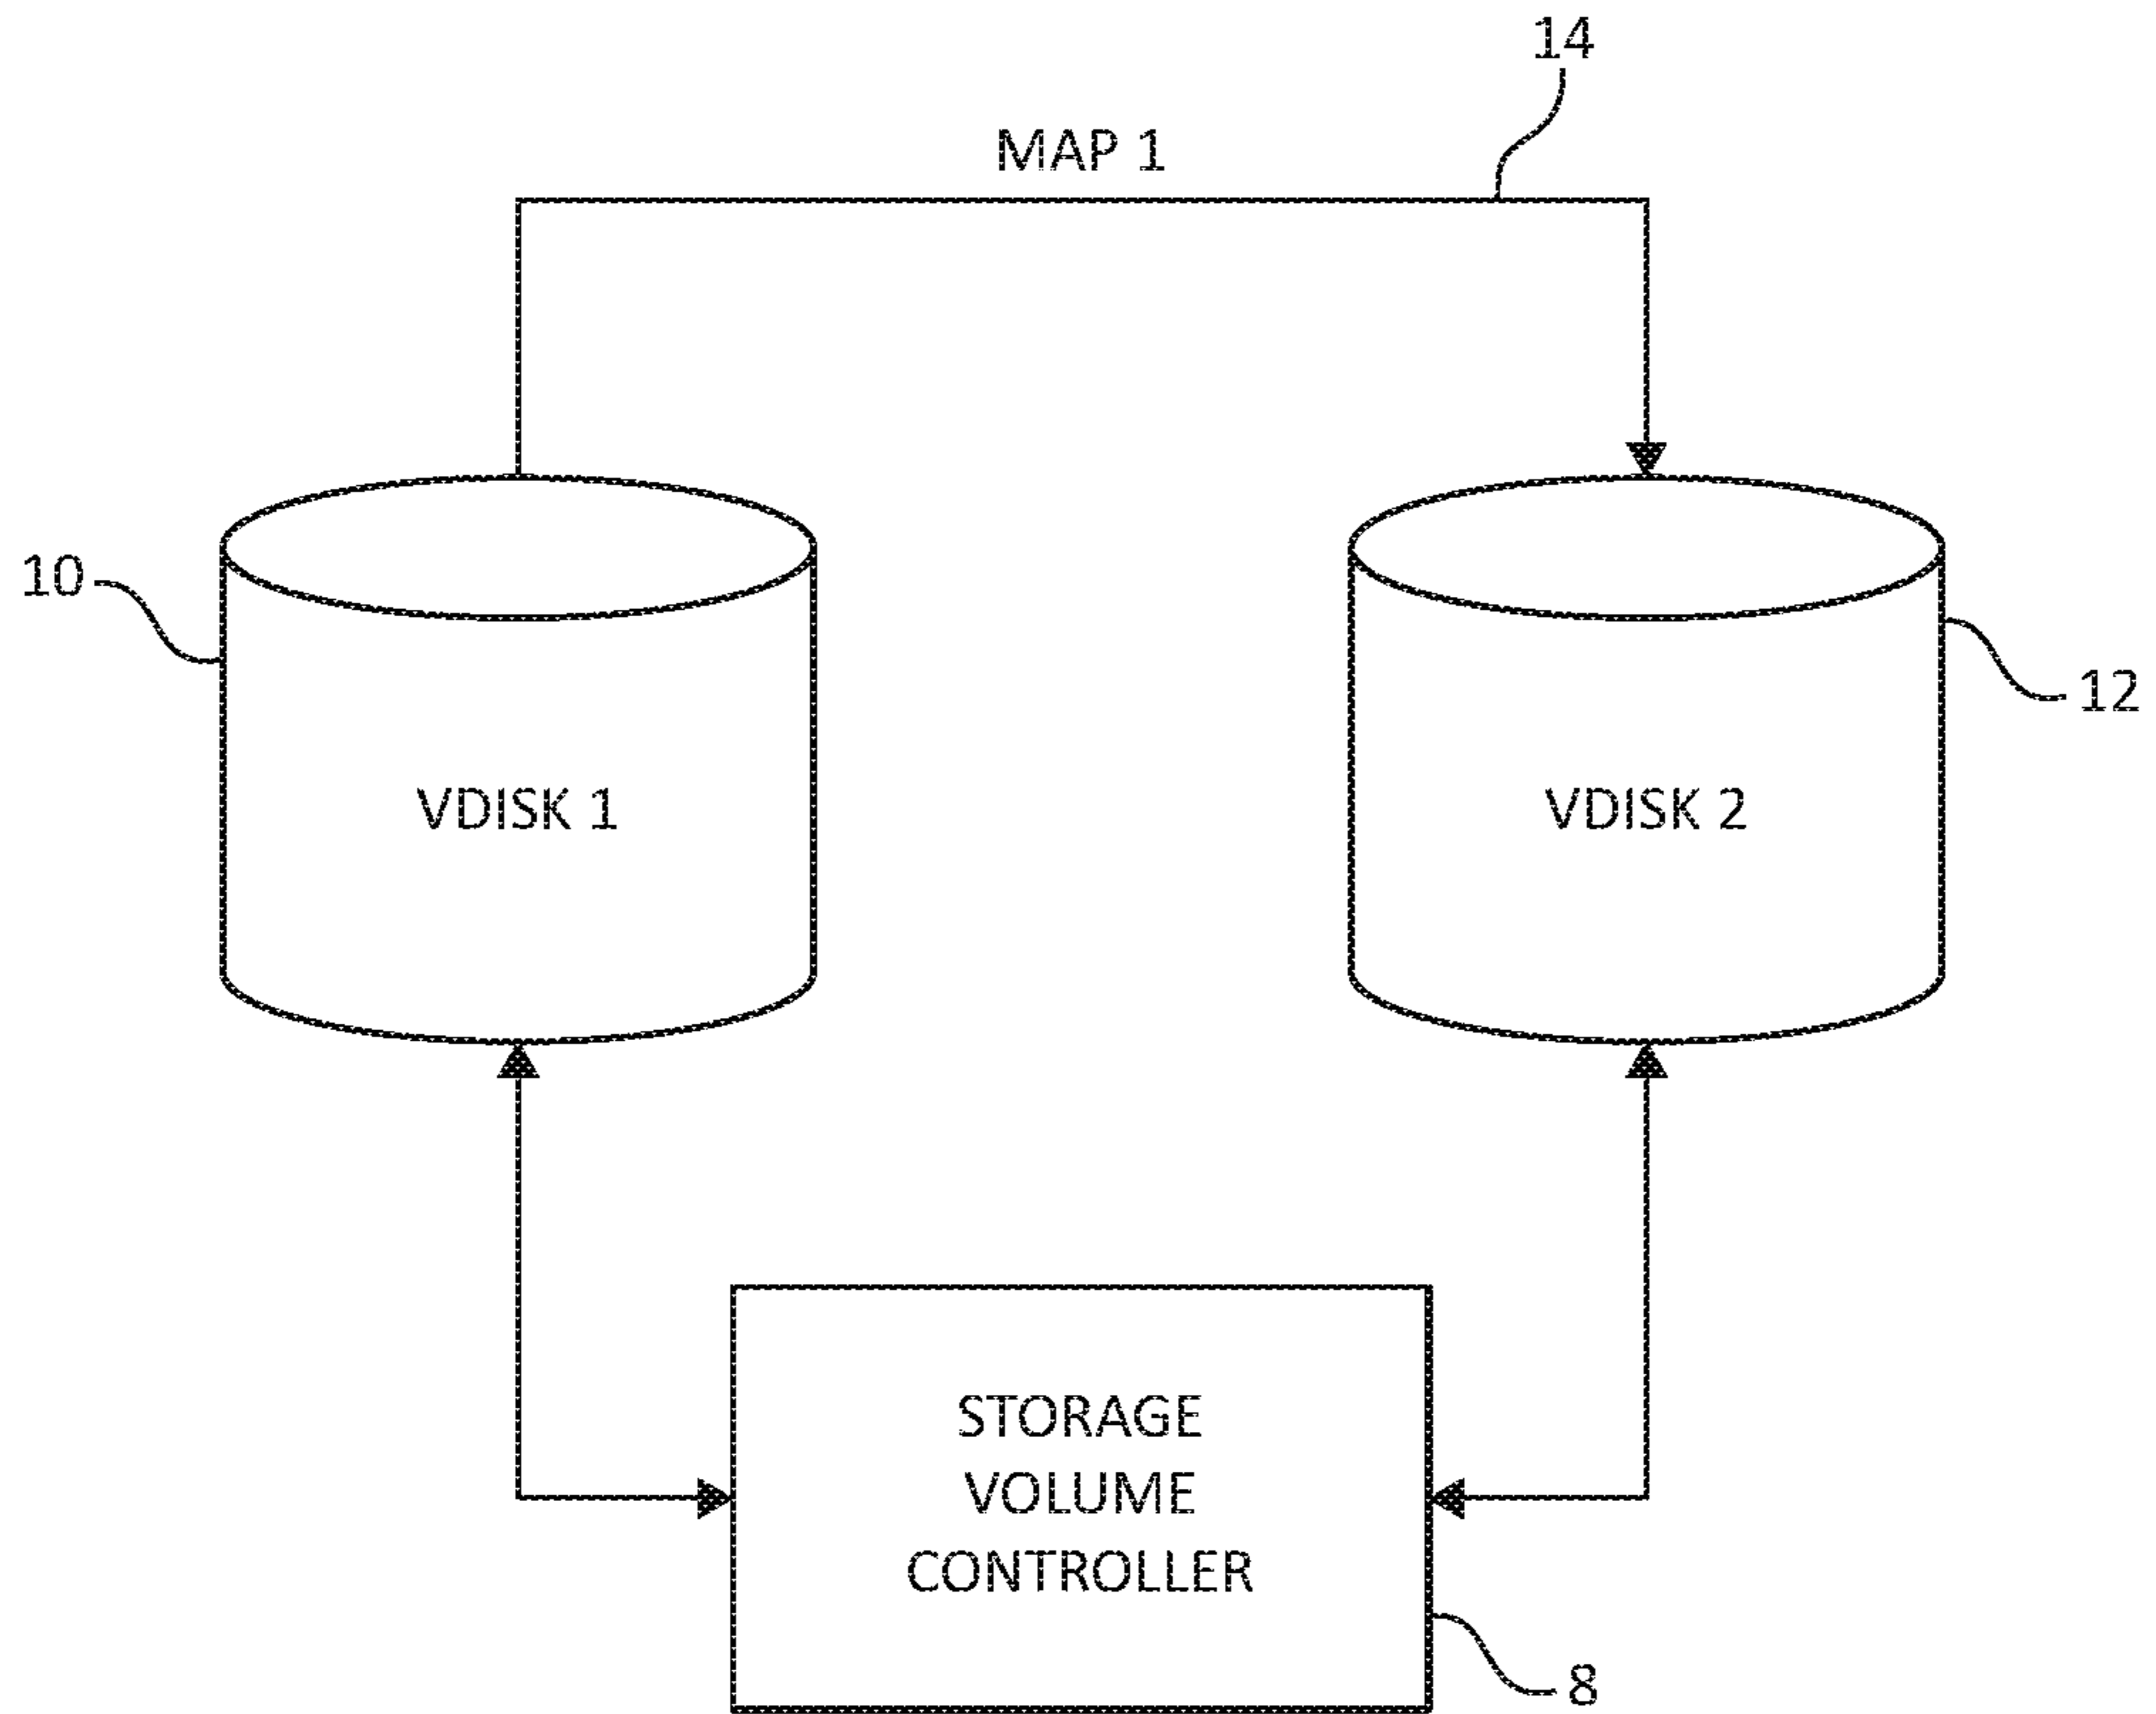 14
MAP 1
10
12
VDISK 1
VDISK 2
STORAGE
VOLUME
CONTROLLER
8